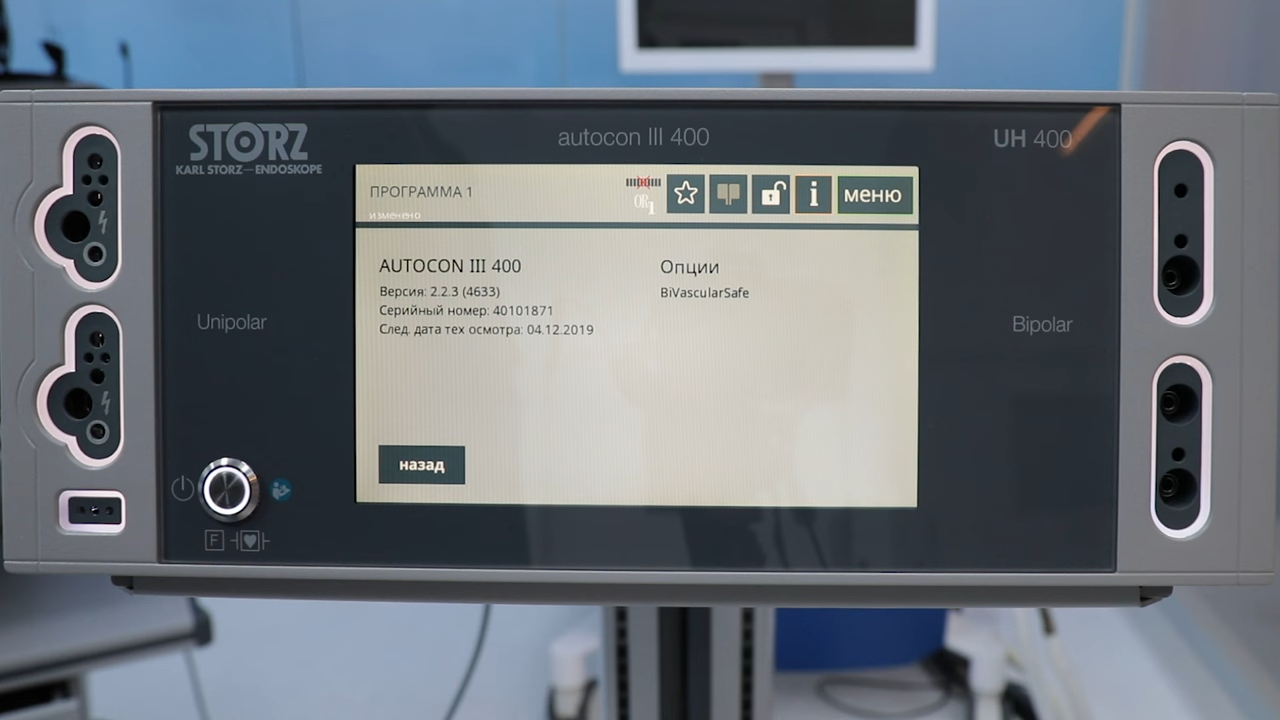 STORZ
KARL STORZ—ENDOSKOPE
autocon III 400
UH 400
ПРОГРАММА 1
изменено
OR1
i
меню
AUTOCON III 400
Версия: 2.2.3 (4633)
Серийный номер: 40101871
След. дата тех осмотра: 04.12.2019
Опции
BiVascularSafe
Unipolar
Bipolar
назад
F